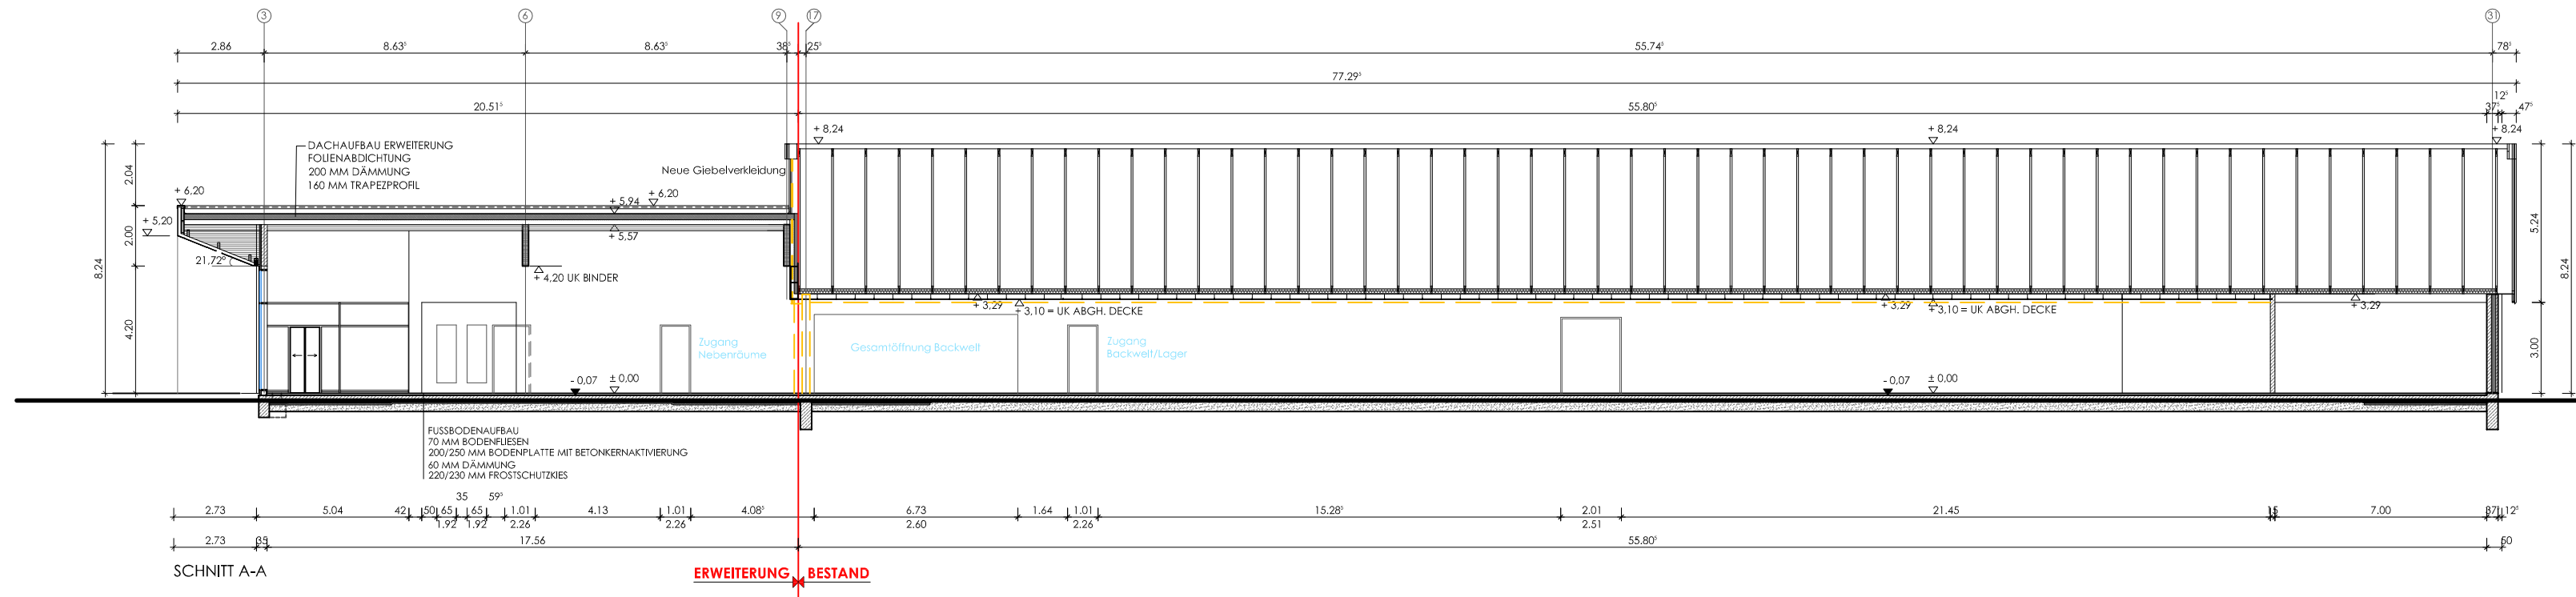 3 6 9 17 31
2.86 8.63⁵ 8.63⁵ 38⁵ 25⁵ 55.74⁵ 78⁵
77.29⁵
20.51⁵ 55.80⁵ 37⁵ 12⁵ 47⁵
+ 8,24 + 8,24 + 8,24
DACHAUFBAU ERWEITERUNG
FOLIENABDICHTUNG
200 MM DÄMMUNG
160 MM TRAPEZPROFIL
Neue Giebelverkleidung
8.24 2.04 2.00 4.20
+ 6,20 + 6,20
+ 5,94
+ 5,20
+ 5,57
21,72°
+ 4,20 UK BINDER
5.24 8.24 3.00
+ 3,29 + 3,29 + 3,29
+ 3,10 = UK ABGH. DECKE + 3,10 = UK ABGH. DECKE
Zugang
Nebenräume
Gesamtöffnung Backwelt
Zugang
Backwelt/Lager
- 0,07 ± 0,00 - 0,07 ± 0,00
FUSSBODENAUFBAU
70 MM BODENFLIESEN
200/250 MM BODENPLATTE MIT BETONKERNAKTIVIERUNG
60 MM DÄMMUNG
220/230 MM FROSTSCHUTZKIES
35 59⁵
2.73 5.04 42 50 65 65 1.01 4.13 1.01 4.08⁵ 6.73 1.64 1.01 15.28⁵ 2.01 21.45 15 7.00 37⁵ 12⁵
1.92 1.92 2.26 2.26 2.60 2.26 2.51
2.73 35 17.56 55.80⁵ 50
SCHNITT A-A
ERWEITERUNG BESTAND